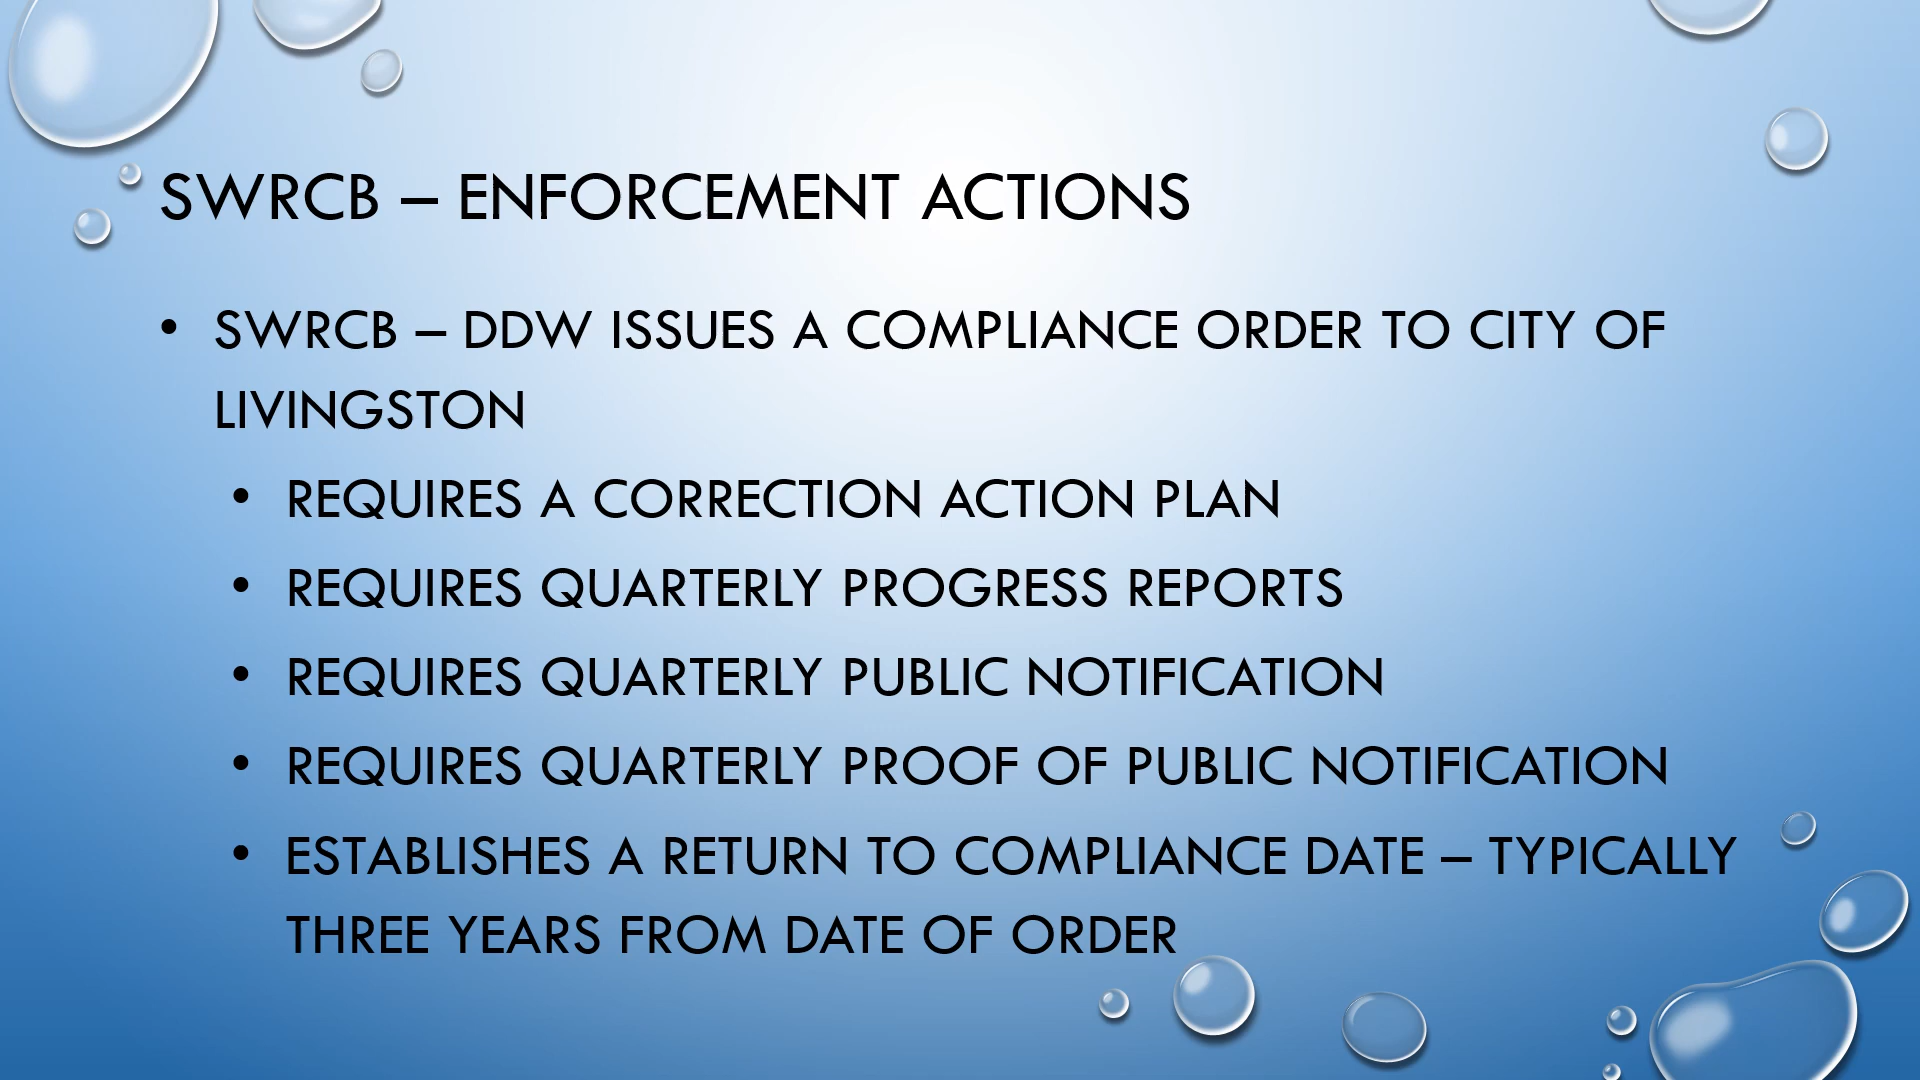 SWRCB – ENFORCEMENT ACTIONS
• SWRCB – DDW ISSUES A COMPLIANCE ORDER TO CITY OF
LIVINGSTON
• REQUIRES A CORRECTION ACTION PLAN
• REQUIRES QUARTERLY PROGRESS REPORTS
• REQUIRES QUARTERLY PUBLIC NOTIFICATION
• REQUIRES QUARTERLY PROOF OF PUBLIC NOTIFICATION
• ESTABLISHES A RETURN TO COMPLIANCE DATE – TYPICALLY
THREE YEARS FROM DATE OF ORDER